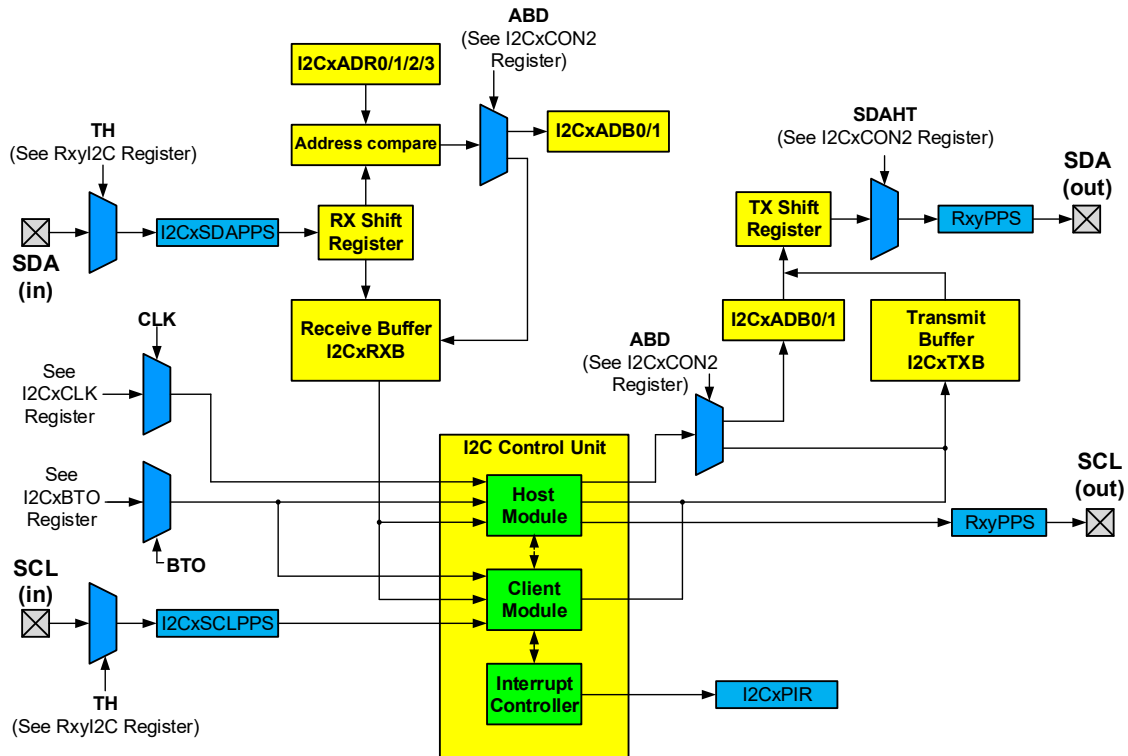 ABD
(See I2CxCON2
Register)
I2CxADR0/1/2/3
TH
(See RxyI2C Register)
Address compare
I2CxADB0/1
SDAHT
(See I2CxCON2 Register)
SDA
(out)
I2CxSDAPPS
RX Shift
Register
TX Shift
Register
RxyPPS
SDA
(in)
CLK
Receive Buffer
I2CxRXB
I2CxADB0/1
Transmit
Buffer
I2CxTXB
ABD
(See I2CxCON2
Register)
See
I2CxCLK
Register
I2C Control Unit
See
I2CxBTO
Register
Host
Module
SCL
(out)
RxyPPS
BTO
SCL
(in)
Client
Module
I2CxSCLPPS
Interrupt
Controller
I2CxPIR
TH
(See RxyI2C Register)